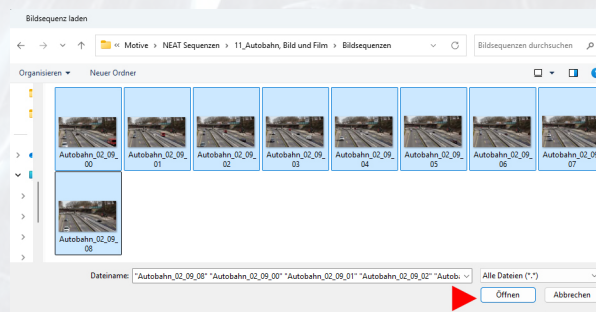 Bildsequenz laden
« Motive > NEAT Sequenzen > 11_Autobahn, Bild und Film > Bildsequenzen
Bildsequenzen durchsuchen
Organisieren Neuer Ordner
Autobahn_02_09_00
Autobahn_02_09_01
Autobahn_02_09_02
Autobahn_02_09_03
Autobahn_02_09_04
Autobahn_02_09_05
Autobahn_02_09_06
Autobahn_02_09_07
Autobahn_02_09_08
Dateiname: "Autobahn_02_09_08" "Autobahn_02_09_00" "Autobahn_02_09_01" "Autobahn_02_09_02" "Autoba
Alle Dateien (*.*)
Öffnen Abbrechen